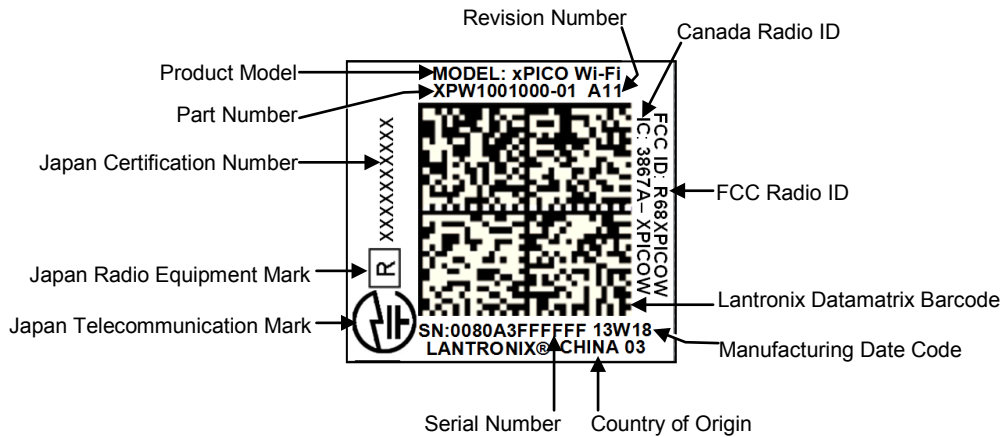 Revision Number
Canada Radio ID
Product Model
MODEL: xPICO Wi-Fi
XPW1001000-01 A11
Part Number
Japan Certification Number
XXXXXXXXXX
FCC ID: R68XPICOW
IC: 3867A– XPICOW
FCC Radio ID
R
Japan Radio Equipment Mark
Lantronix Datamatrix Barcode
Japan Telecommunication Mark
SN:0080A3FFFFFF 13W18
LANTRONIX® CHINA 03
Manufacturing Date Code
Serial Number
Country of Origin